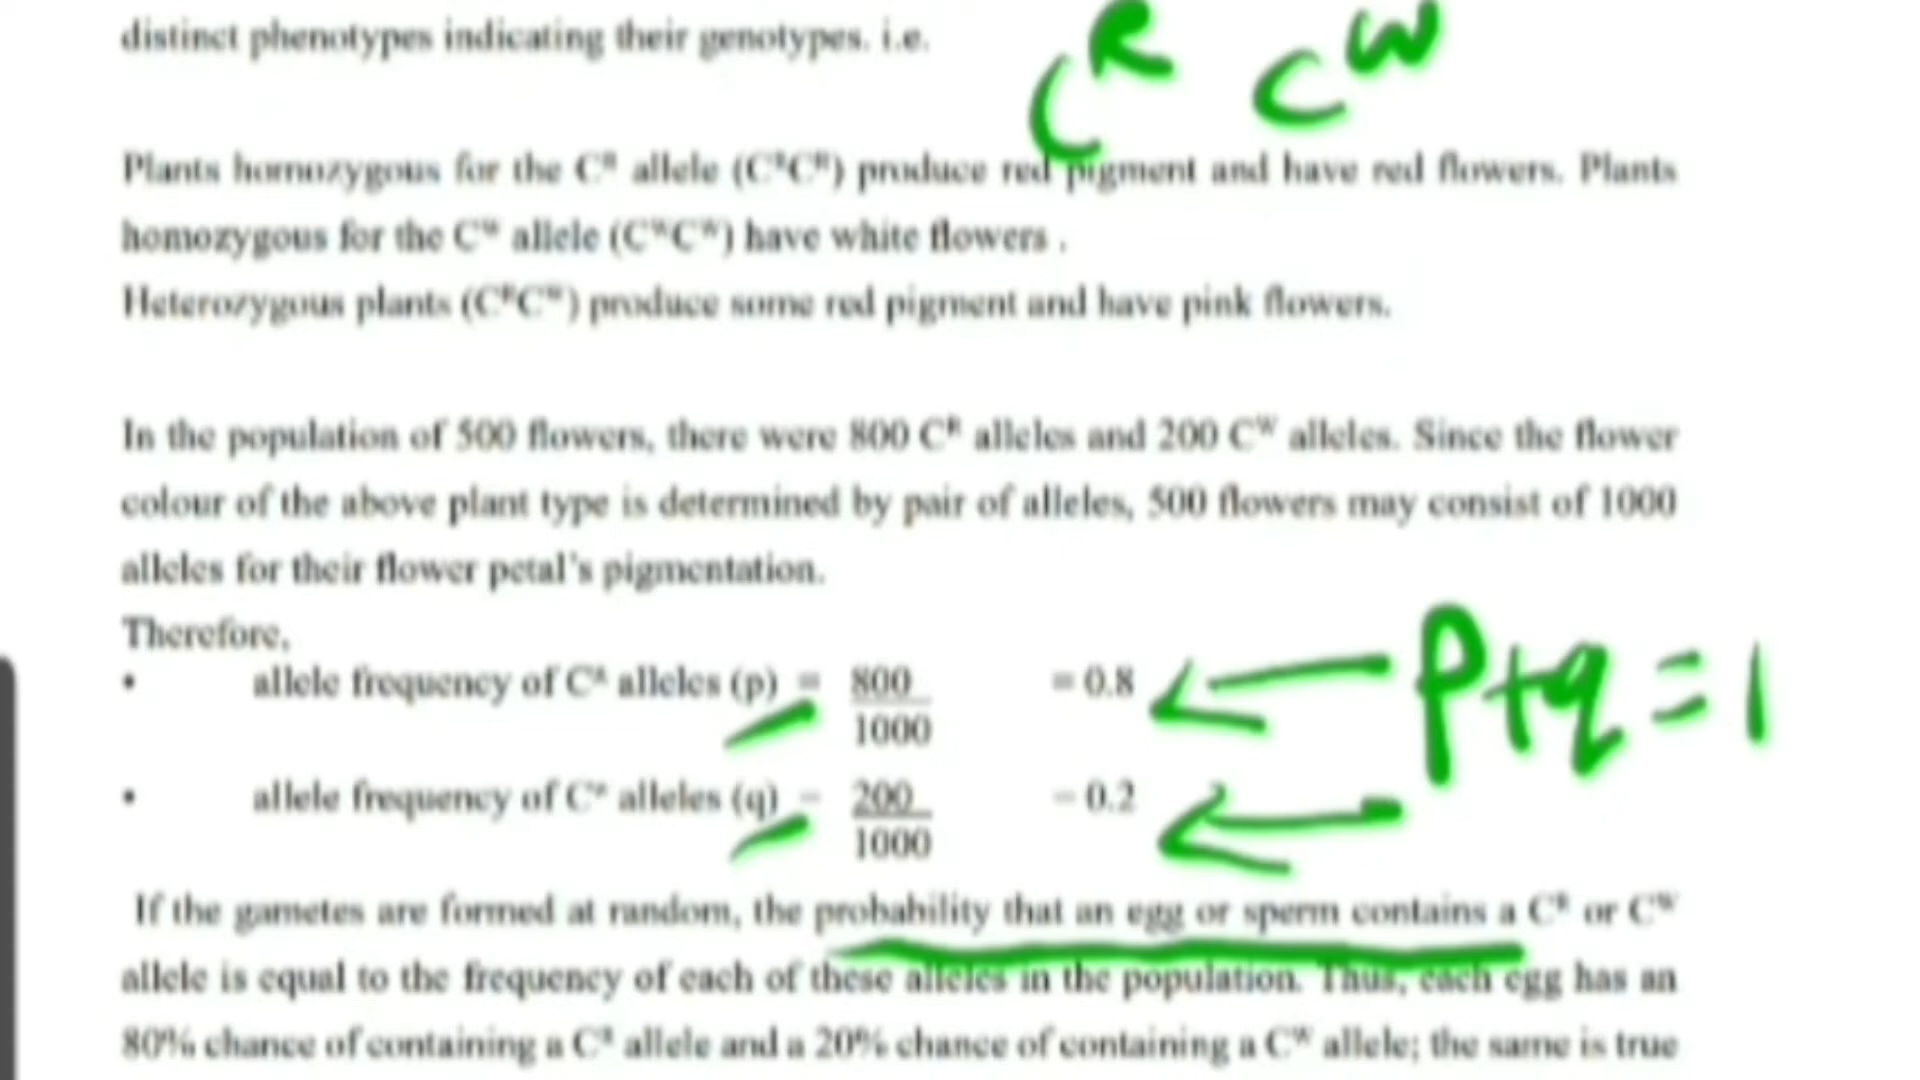 distinct phenotypes indicating their genotypes. i.e.
C^R C^W
Plants homozygous for the C^R allele (C^RC^R) produce red pigment and have red flowers. Plants
homozygous for the C^W allele (C^WC^W) have white flowers .
Heterozygous plants (C^RC^W) produce some red pigment and have pink flowers.
In the population of 500 flowers, there were 800 C^R alleles and 200 C^W alleles. Since the flower
colour of the above plant type is determined by pair of alleles, 500 flowers may consist of 1000
alleles for their flower petal's pigmentation.
Therefore,
• allele frequency of C^R alleles (p) = 800/1000 = 0.8
P+q=1
• allele frequency of C^W alleles (q) = 200/1000 = 0.2
If the gametes are formed at random, the probability that an egg or sperm contains a C^R or C^W
allele is equal to the frequency of each of these alleles in the population. Thus, each egg has an
80% chance of containing a C^R allele and a 20% chance of containing a C^W allele; the same is true